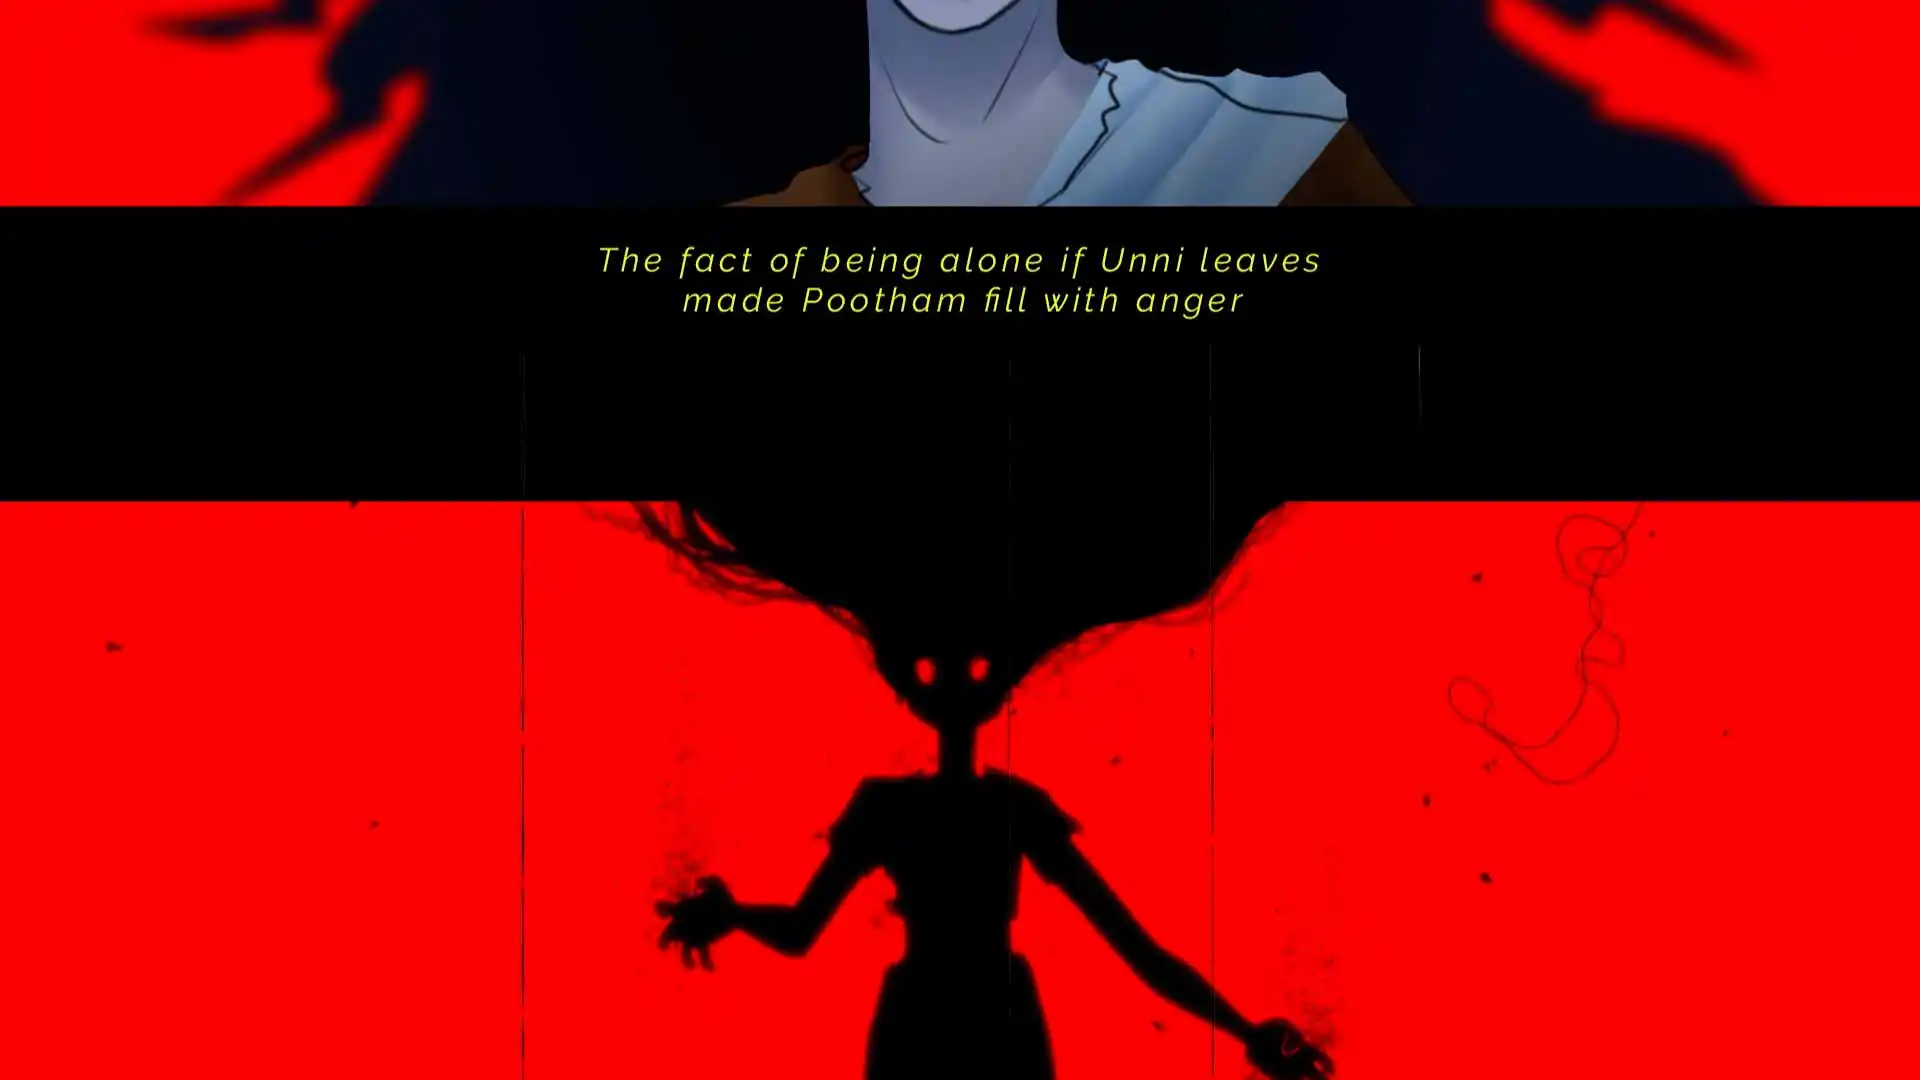 The fact of being alone if Unni leaves
made Pootham fill with anger